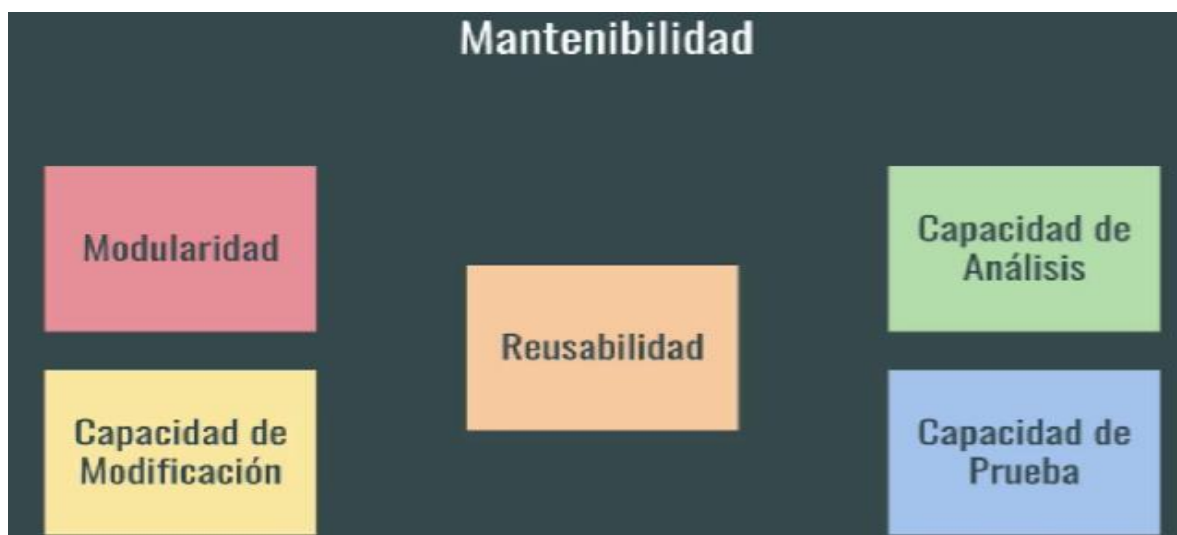 Mantenibilidad
Modularidad
Capacidad de
Modificación
Reusabilidad
Capacidad de
Análisis
Capacidad de
Prueba